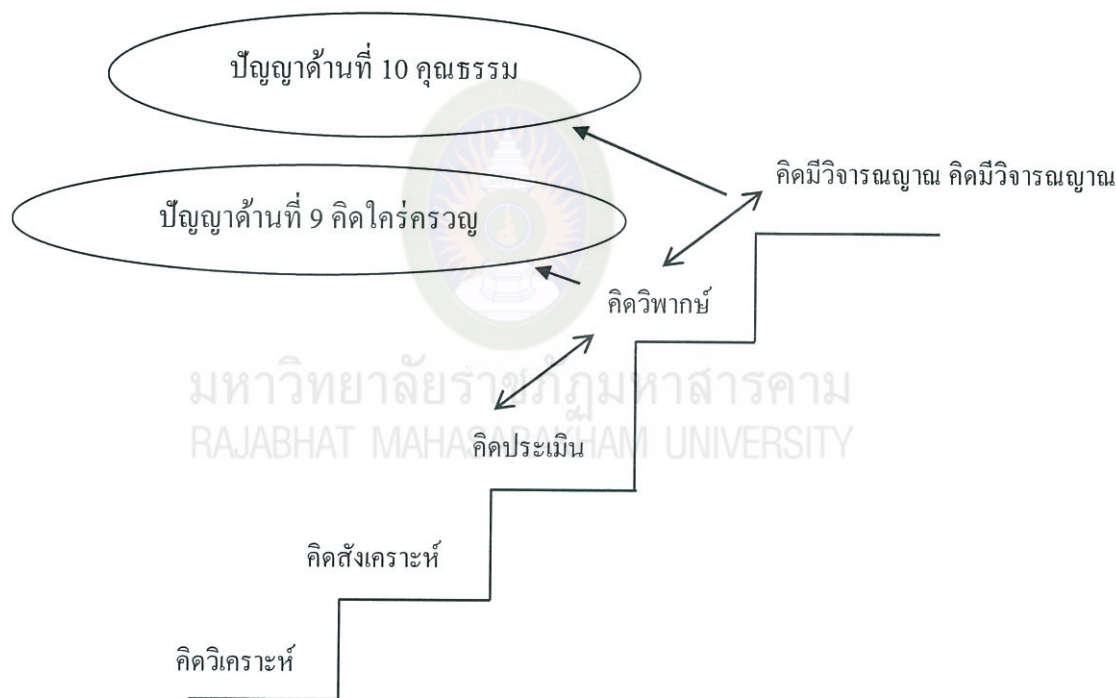 ปัญญาด้านที่ 10 คุณธรรม
คิดมีวิจารณญาณ คิดมีวิจารณญาณ
ปัญญาด้านที่ 9 คิดใคร่ครวญ
คิดวิพากษ์
มหาวิทยาลัยราชภัฏมหาสารคาม
RAJABHAT MAHASARAKHAM UNIVERSITY
คิดประเมิน
คิดสังเคราะห์
คิดวิเคราะห์